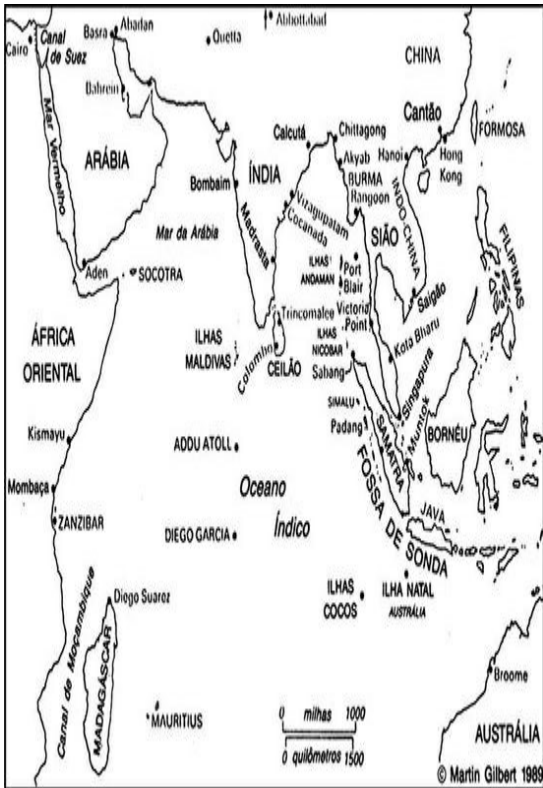 Abbottabad
Abadan
Basra
Quetta
Cairo
Canal
de Suez
CHINA
Bahrein
Mar Vermelho
ARÁBIA
Calcutá
Chittagong
Cantão
FORMOSA
Akyab
Hanoi
Hong
Kong
ÍNDIA
BURMA
Bombaim
Rangoon
INDO-CHINA
Vizagapatam
Cocanada
Madrasta
SIÃO
FILIPINAS
Mar da Arábia
ILHAS
ANDAMAN
Port
Blair
Aden
SOCOTRA
Saigão
Trincomalee
Victoria
Point
ÁFRICA
ORIENTAL
ILHAS
MALDIVAS
Colombo
CEILÃO
ILHAS
NICOBAR
Kota Bharu
Sabang
Singapura
SIMALU
Muntok
Padang
BORNÉU
Kismayu
ADDU ATOLL
SAMATRA
Mombaça
Oceano
Índico
FOSSA DE SONDA
JAVA
ZANZIBAR
DIEGO GARCIA
Canal de Moçambique
Diego Suarez
ILHAS
COCOS
ILHA NATAL
AUSTRÁLIA
MADAGÁSCAR
Broome
MAURITIUS
0 milhas 1000
0 quilômetros 1500
AUSTRÁLIA
© Martin Gilbert 1989